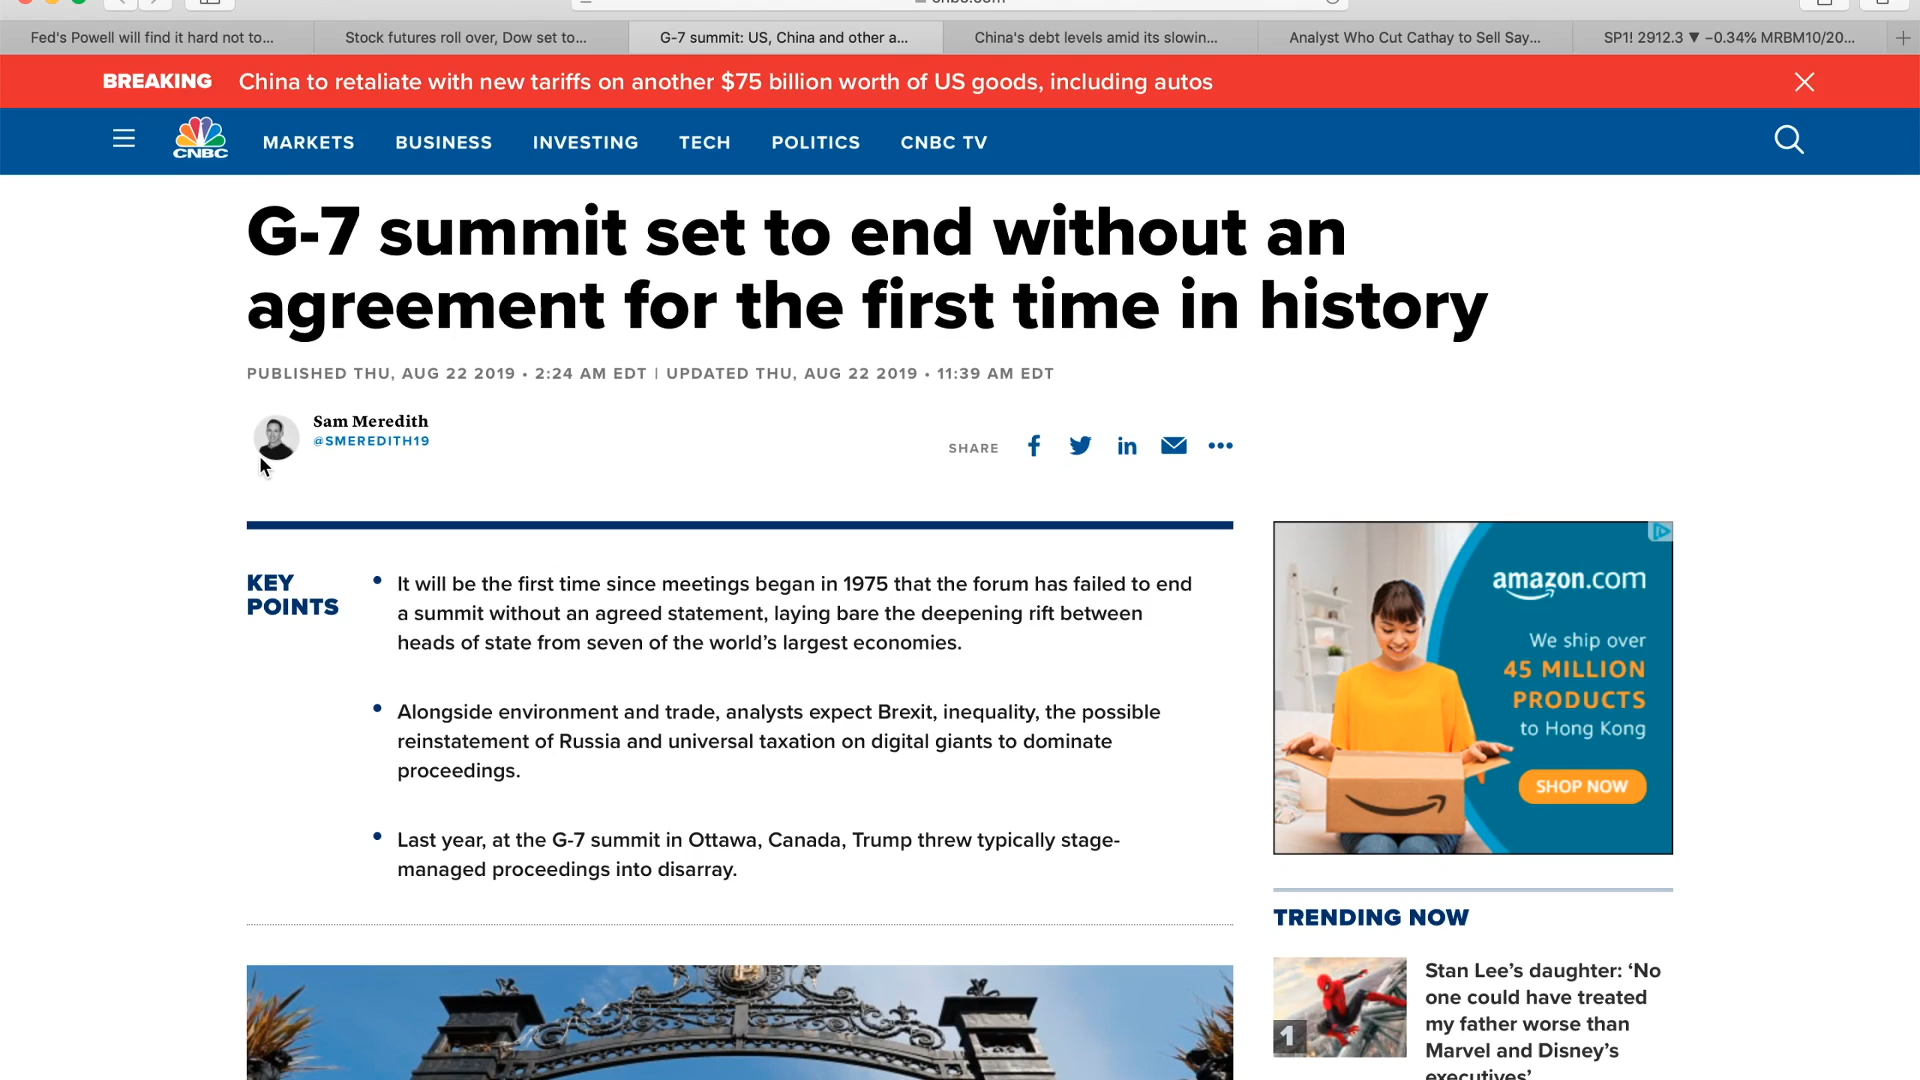 Fed's Powell will find it hard not to...
Stock futures roll over, Dow set to...
G-7 summit: US, China and other a...
China's debt levels amid its slowin...
Analyst Who Cut Cathay to Sell Say...
SP1! 2912.3 ▼ −0.34% MRBM10/20...
BREAKING China to retaliate with new tariffs on another $75 billion worth of US goods, including autos
CNBC
MARKETS BUSINESS INVESTING TECH POLITICS CNBC TV
G-7 summit set to end without an
agreement for the first time in history
PUBLISHED THU, AUG 22 2019 • 2:24 AM EDT | UPDATED THU, AUG 22 2019 • 11:39 AM EDT
Sam Meredith
@SMEREDITH19
SHARE
KEY
POINTS
• It will be the first time since meetings began in 1975 that the forum has failed to end
a summit without an agreed statement, laying bare the deepening rift between
heads of state from seven of the world’s largest economies.
• Alongside environment and trade, analysts expect Brexit, inequality, the possible
reinstatement of Russia and universal taxation on digital giants to dominate
proceedings.
• Last year, at the G-7 summit in Ottawa, Canada, Trump threw typically stage-
managed proceedings into disarray.
amazon.com
We ship over
45 MILLION
PRODUCTS
to Hong Kong
SHOP NOW
TRENDING NOW
1
Stan Lee’s daughter: ‘No
one could have treated
my father worse than
Marvel and Disney’s
executives’